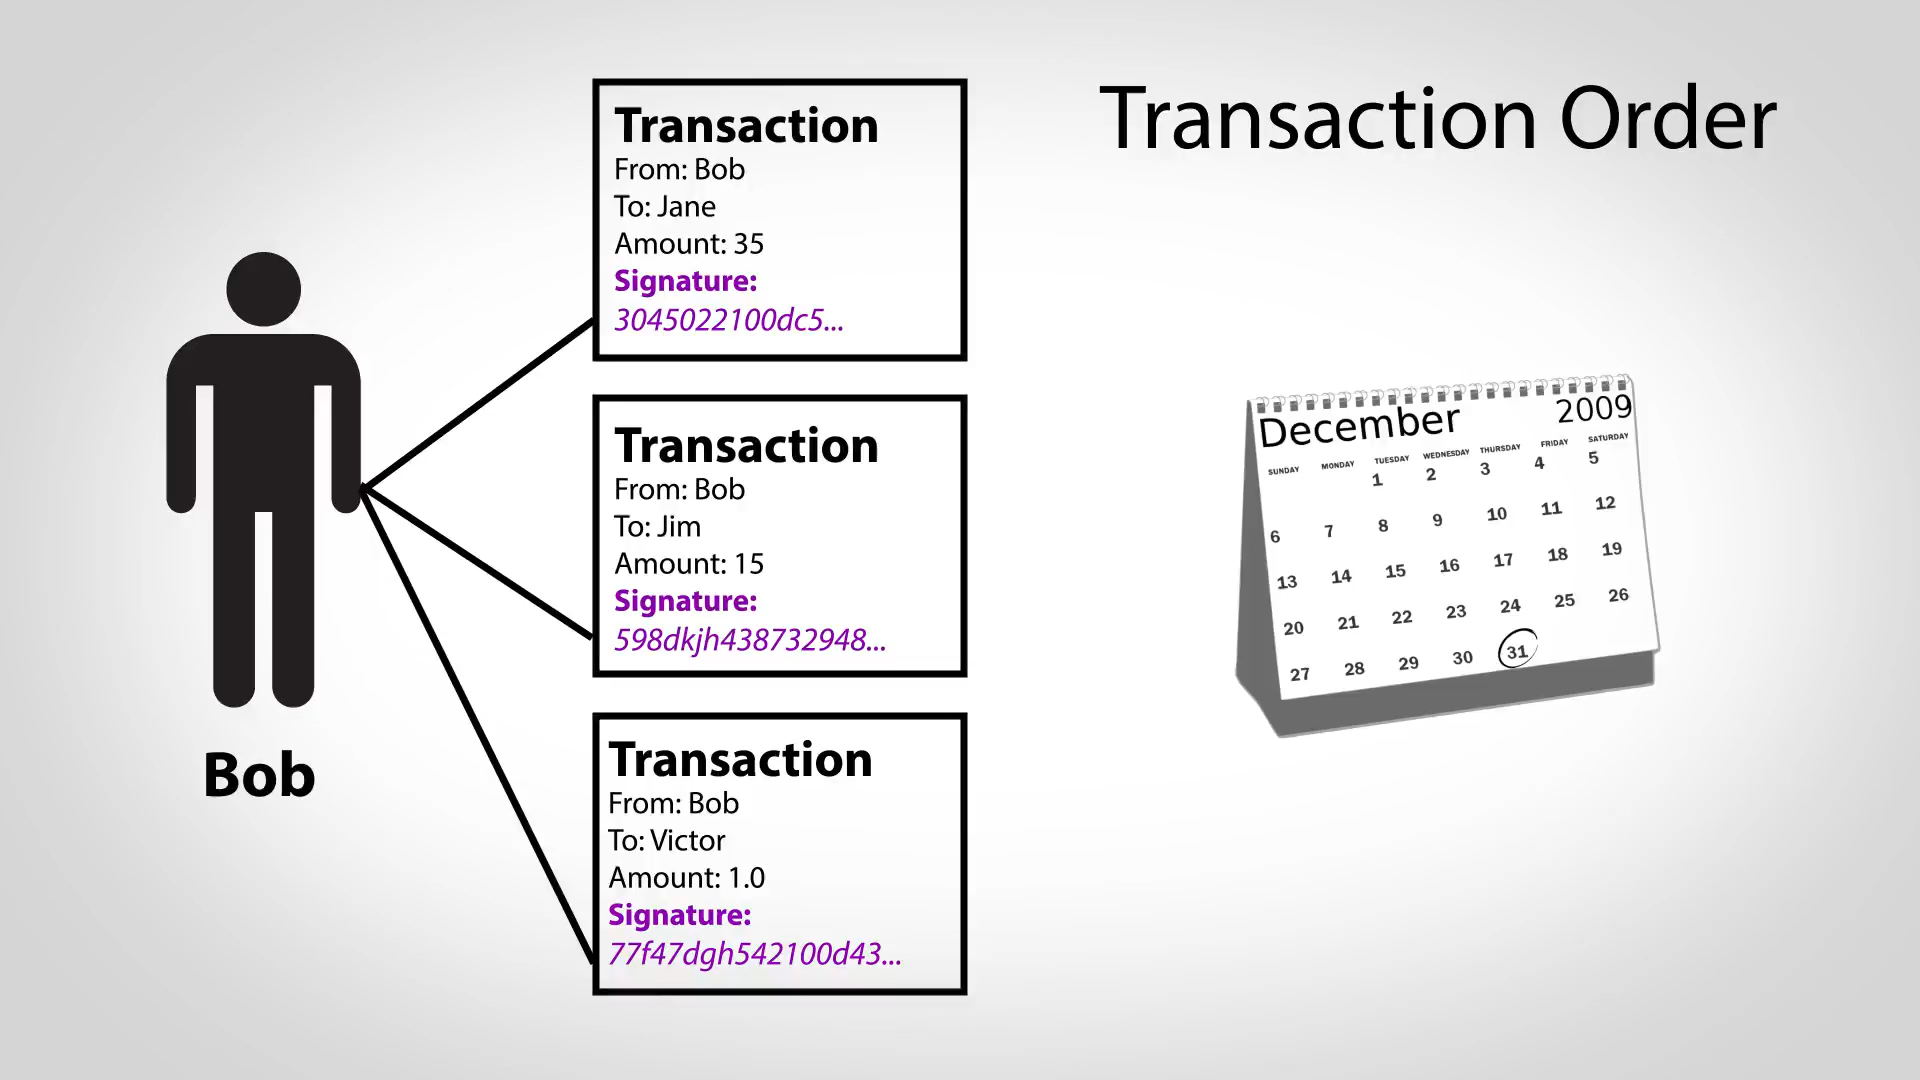 Transaction Order
Transaction
From: Bob
To: Jane
Amount: 35
Signature:
3045022100dc5...
Transaction
From: Bob
To: Jim
Amount: 15
Signature:
598dkjh438732948...
Transaction
From: Bob
To: Victor
Amount: 1.0
Signature:
77f47dgh542100d43...
Bob
December 2009
SUNDAY MONDAY TUESDAY WEDNESDAY THURSDAY FRIDAY SATURDAY
1 2 3 4 5
6 7 8 9 10 11 12
13 14 15 16 17 18 19
20 21 22 23 24 25 26
27 28 29 30 31